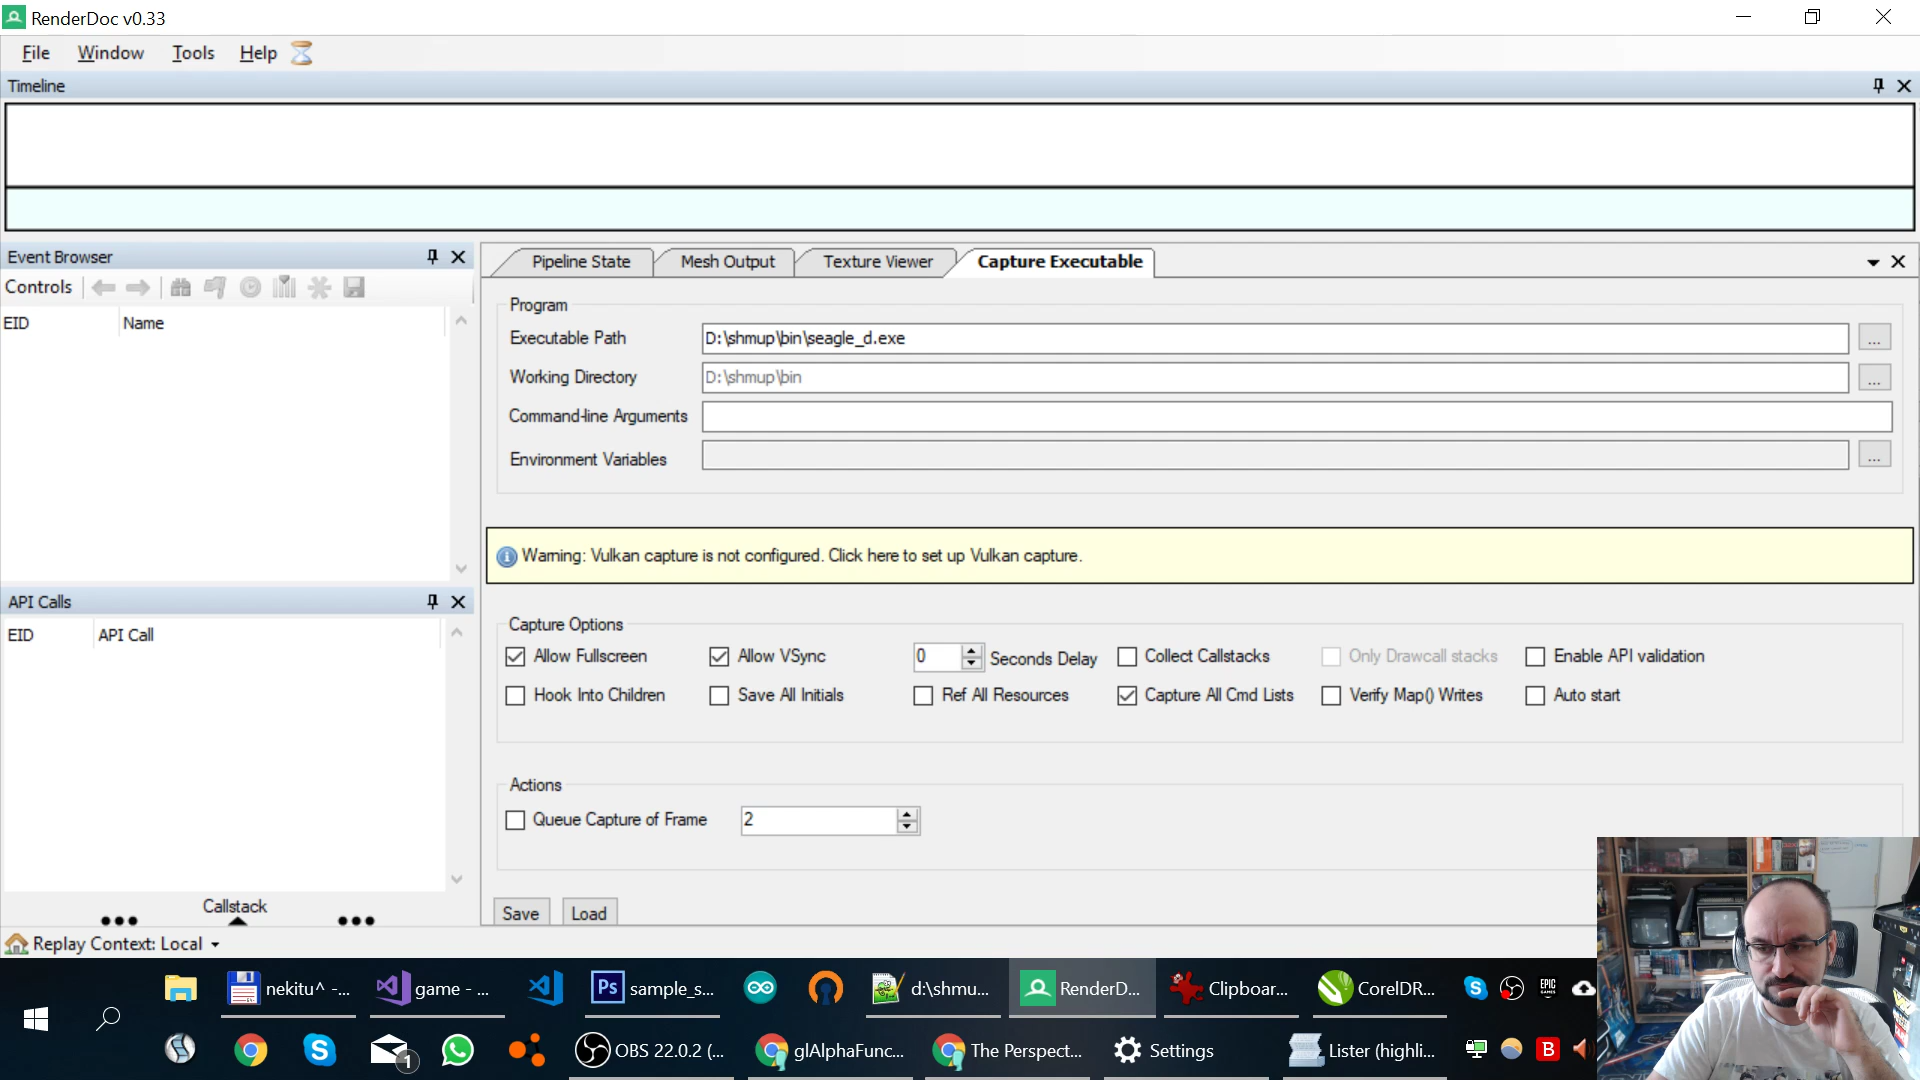 RenderDoc v0.33
File Window Tools Help
Timeline
Event Browser
Controls
EID Name
API Calls
EID API Call
Callstack
Pipeline State Mesh Output Texture Viewer Capture Executable
Program
Executable Path D:\shmup\bin\seagle_d.exe ...
Working Directory D:\shmup\bin ...
Command-line Arguments
Environment Variables ...
Warning: Vulkan capture is not configured. Click here to set up Vulkan capture.
Capture Options
Allow Fullscreen Allow VSync 0 Seconds Delay Collect Callstacks Only Drawcall stacks Enable API validation
Hook Into Children Save All Initials Ref All Resources Capture All Cmd Lists Verify Map() Writes Auto start
Actions
Queue Capture of Frame 2
Save Load
Replay Context: Local
nekitu^ -... game - ... Ps sample_s... d:\shmu... RenderD... Clipboar... CorelDR... EPIC GAMES
1 OBS 22.0.2 (... glAlphaFunc... The Perspect... Settings Lister (highli... B